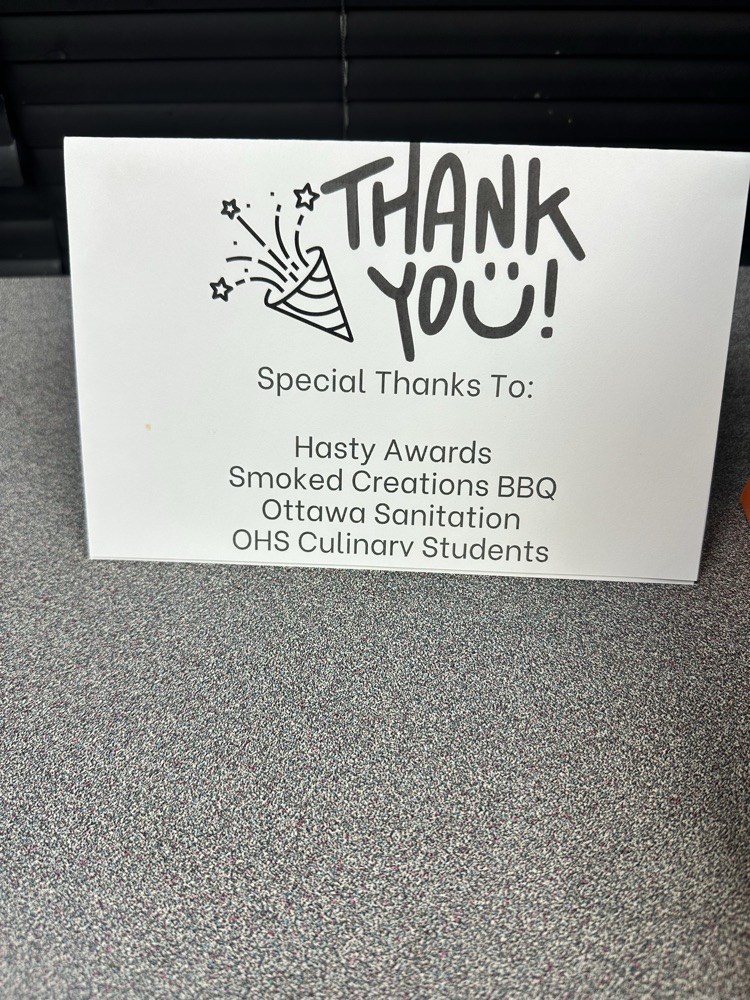 THANK
YOU!
Special Thanks To:
Hasty Awards
Smoked Creations BBQ
Ottawa Sanitation
OHS Culinary Students